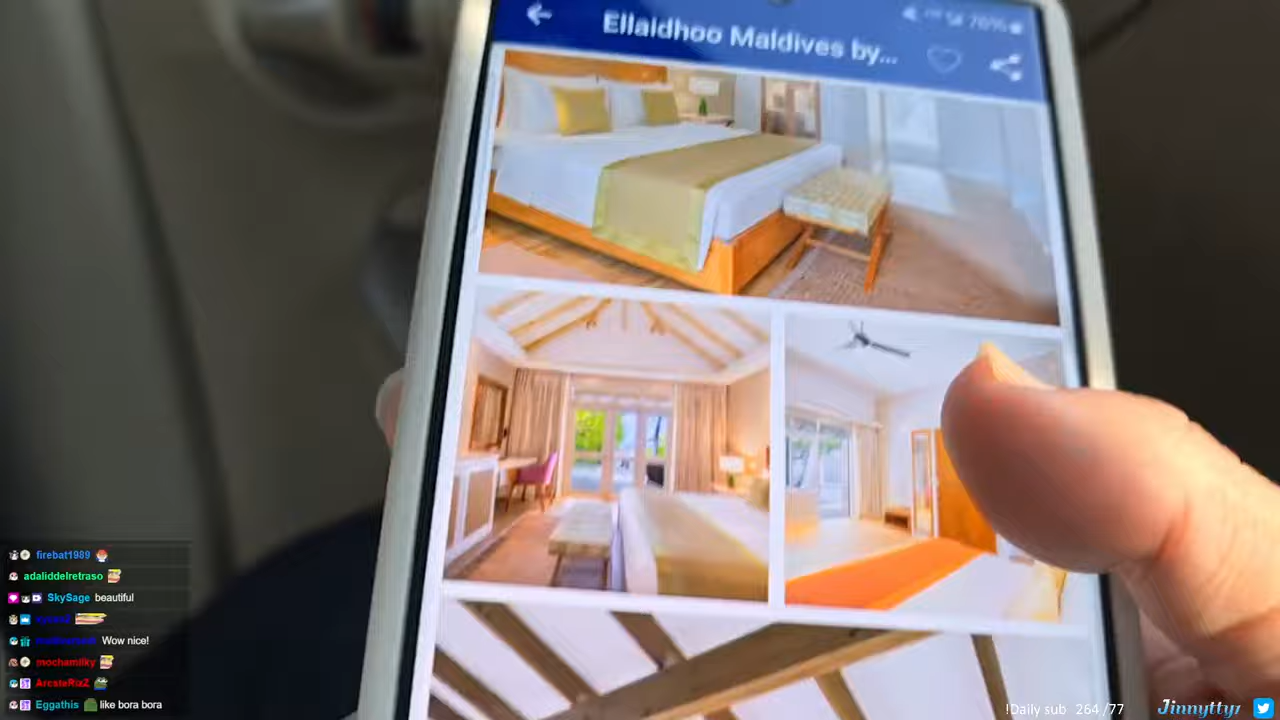 Ellaidhoo Maldives by...
76%
firebat1989
adaliddelretraso
SkySage beautiful
Wow nice!
mochamilky
ArcsteRizZ
Eggathis like bora bora
!Daily sub 264/77
Jinnytty